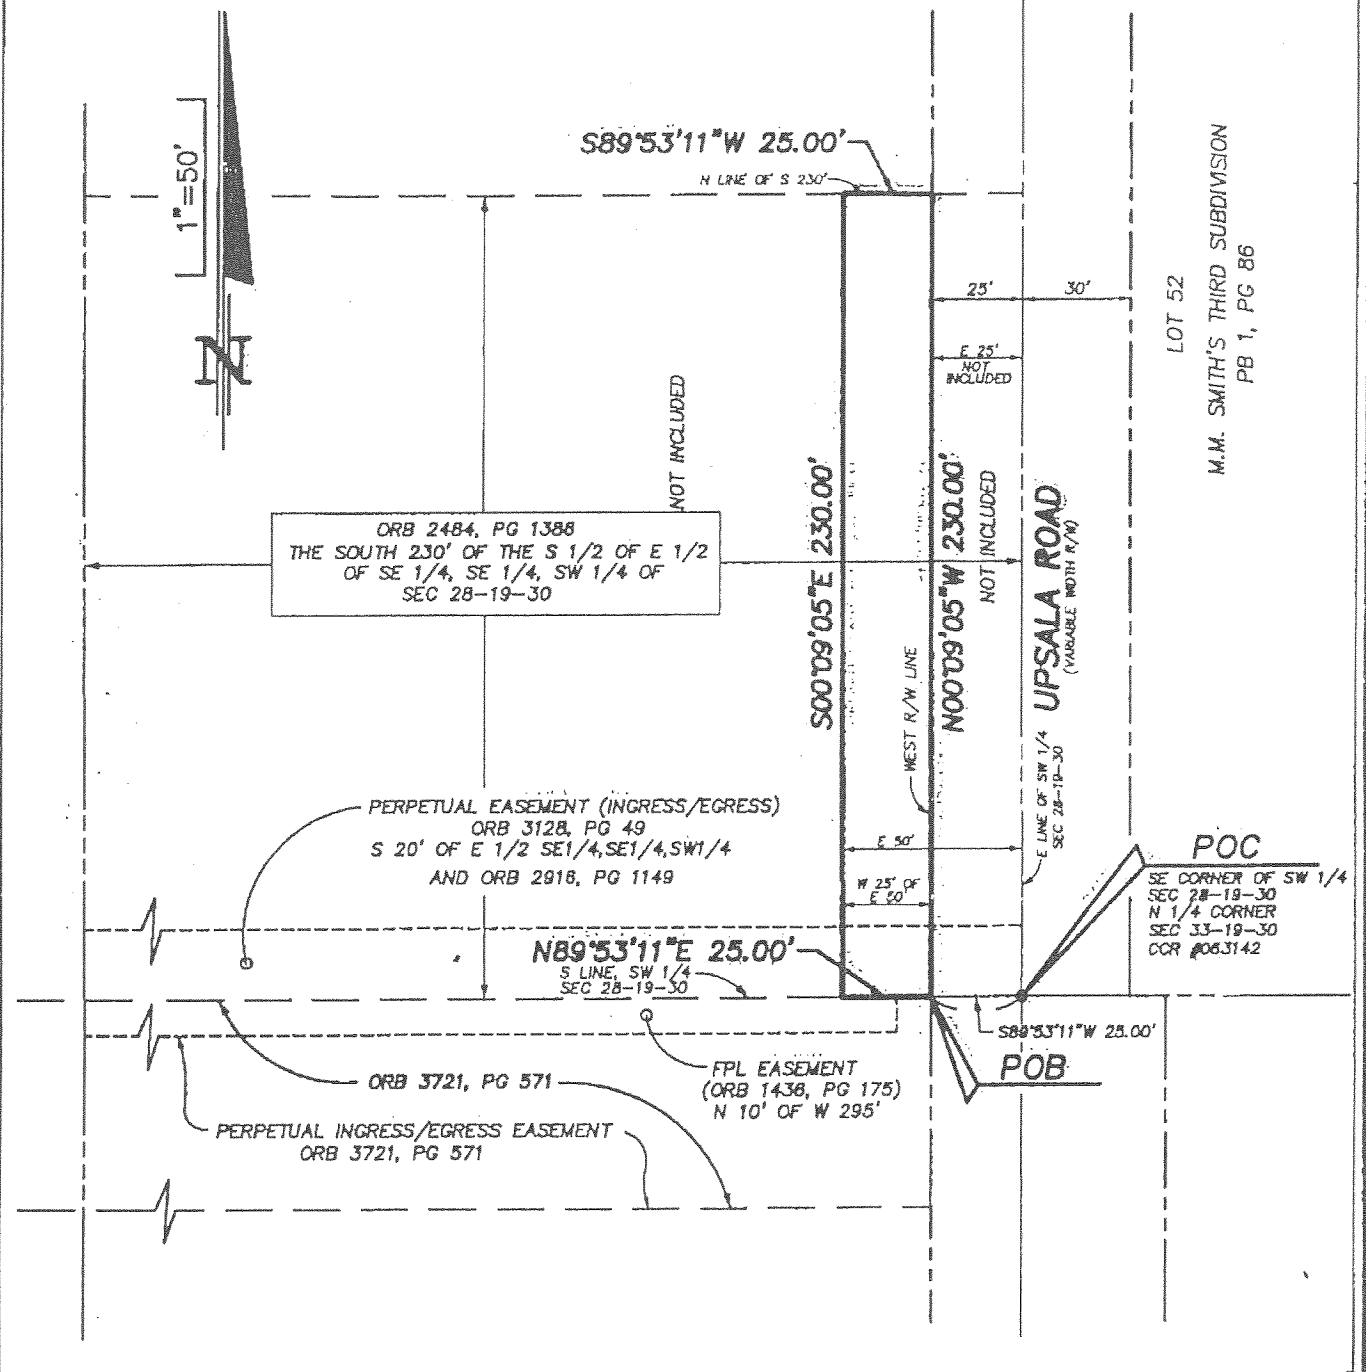 1"=50'
N
S89°53'11"W 25.00'
N LINE OF S 230'
25'
30'
E 25'
NOT
INCLUDED
LOT 52
M.M. SMITH'S THIRD SUBDIVISION
PB 1, PG 86
NOT INCLUDED
ORB 2484, PG 1388
THE SOUTH 230' OF THE S 1/2 OF E 1/2
OF SE 1/4, SE 1/4, SW 1/4 OF
SEC 28-19-30
S00°09'05"E 230.00'
N00°09'05"W 230.00'
NOT INCLUDED
UPSALA ROAD
(VARIABLE WIDTH R/W)
WEST R/W LINE
E LINE OF SW 1/4
SEC 28-19-30
PERPETUAL EASEMENT (INGRESS/EGRESS)
ORB 3128, PG 49
S 20' OF E 1/2 SE1/4,SE1/4,SW1/4
AND ORB 2916, PG 1149
E 50'
W 25' OF
E 50'
POC
SE CORNER OF SW 1/4
SEC 28-19-30
N 1/4 CORNER
SEC 33-19-30
CCR #063142
N89°53'11"E 25.00'
S LINE, SW 1/4
SEC 28-19-30
S89°53'11"W 25.00'
POB
FPL EASEMENT
(ORB 1436, PG 175)
N 10' OF W 295'
ORB 3721, PG 571
PERPETUAL INGRESS/EGRESS EASEMENT
ORB 3721, PG 571